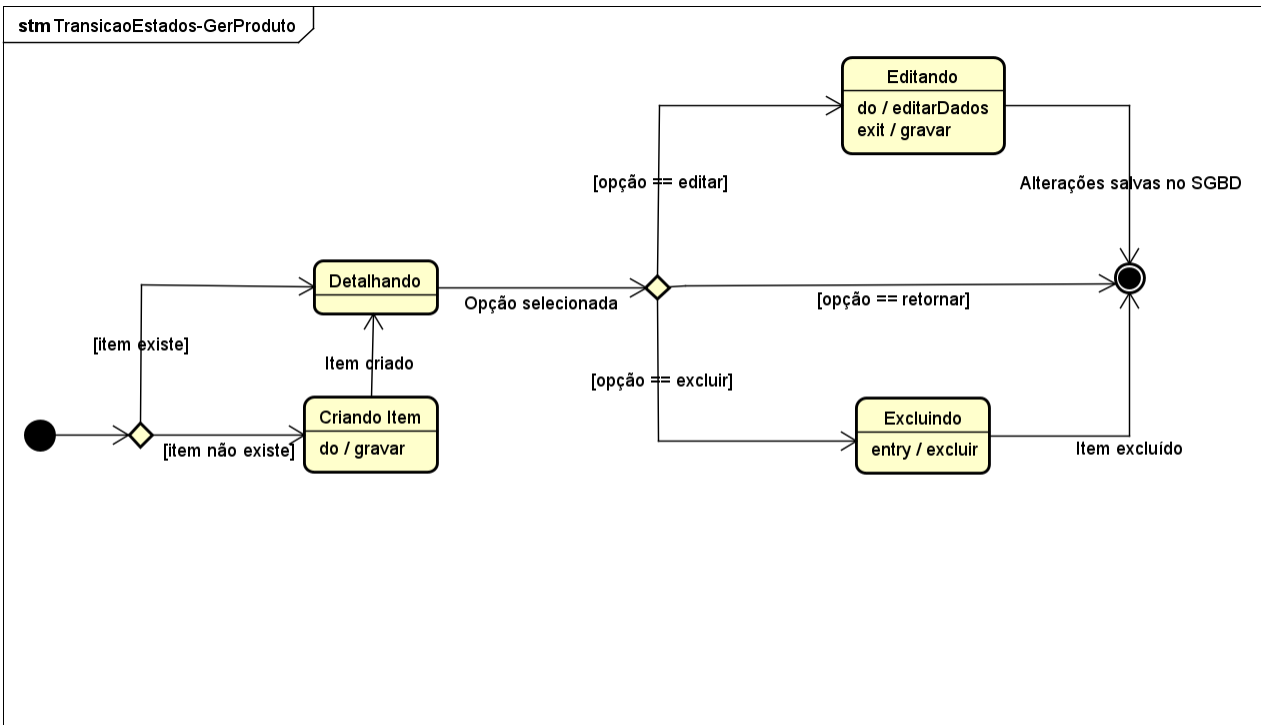 stm TransicaoEstados-GerProduto
Editando
do / editarDados
exit / gravar
[opção == editar]
Alterações salvas no SGBD
Detalhando
Opção selecionada
[opção == retornar]
[item existe]
Item criado
[opção == excluir]
Criando Item
do / gravar
[item não existe]
Excluindo
entry / excluir
Item excluído